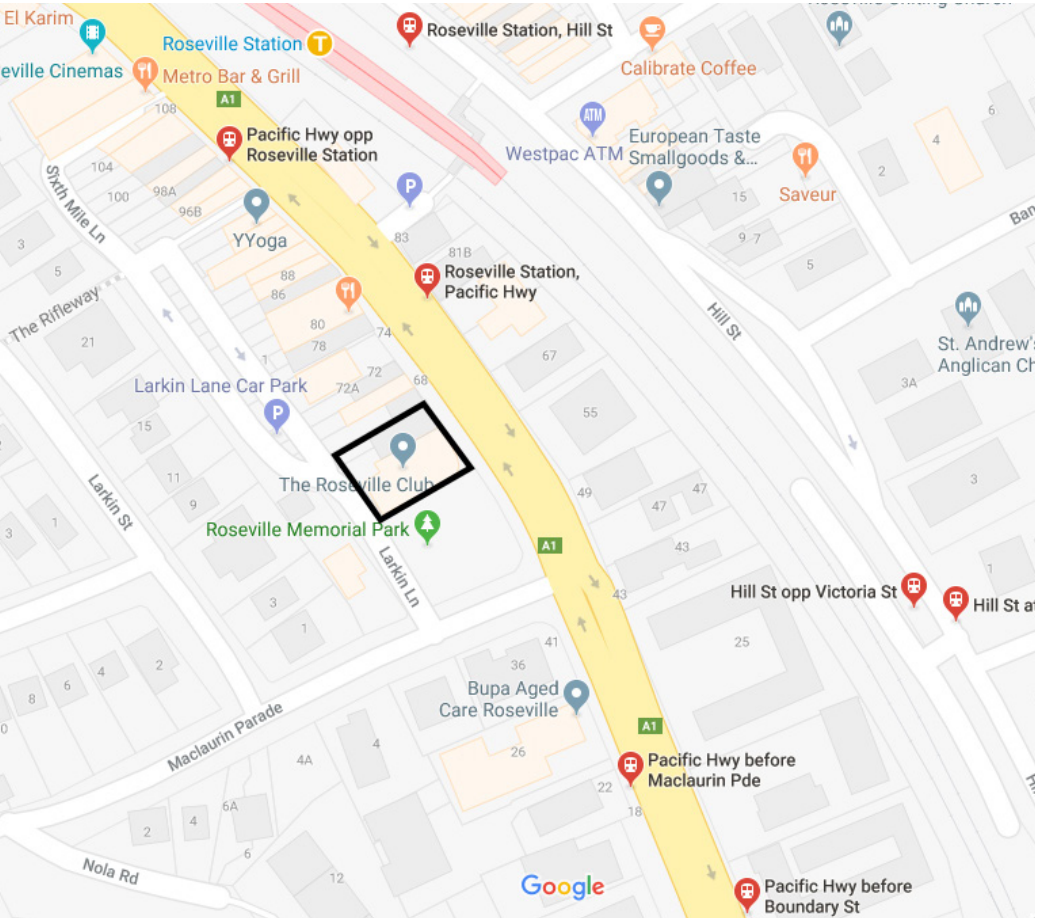 El Karim
Roseville Station
Roseville Station, Hill St
Calibrate Coffee
eville Cinemas
Metro Bar & Grill
A1
108
ATM
6
4
Pacific Hwy opp
Roseville Station
Westpac ATM
European Taste
Smallgoods &...
Saveur
2
104
100
98A
96B
Sixth Mile Ln
P
15
Ban
YYoga
83
81B
9
7
5
3
5
88
86
Roseville Station,
Pacific Hwy
The Rifleway
21
80
78
74
Hill St
St. Andrew's
Anglican Ch
67
1
72
72A
68
3A
Larkin Lane Car Park
P
55
15
The Roseville Club
11
9
Larkin St
3
49
47
47
3
1
Roseville Memorial Park
A1
43
Larkin Ln
1
43
Hill St opp Victoria St
Hill St at
3
1
41
25
2
4
6
8
36
Bupa Aged
Care Roseville
Maclaurin Parade
A1
4
4A
26
Pacific Hwy before
Maclaurin Pde
22
18
6A
4
2
6
Nola Rd
12
Google
Pacific Hwy before
Boundary St